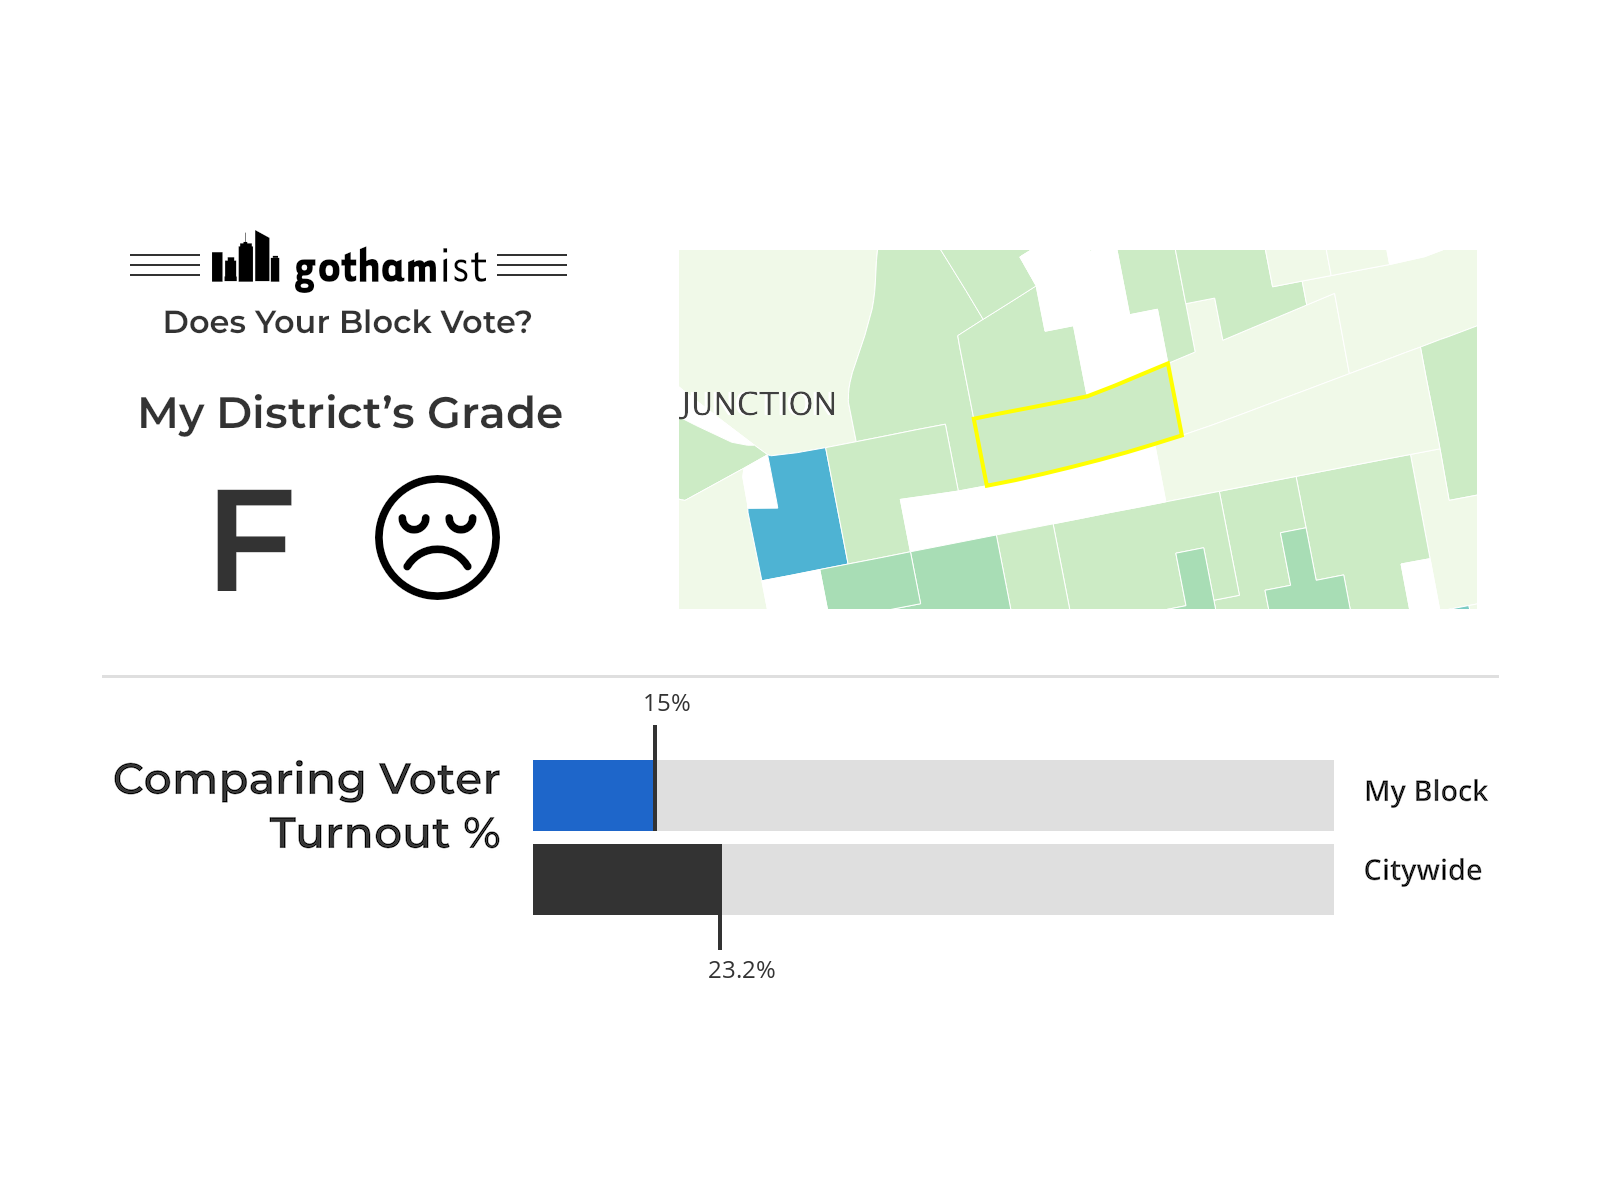 gothamist
Does Your Block Vote?
My District’s Grade
F
JUNCTION
15%
Comparing Voter
Turnout %
My Block
Citywide
23.2%